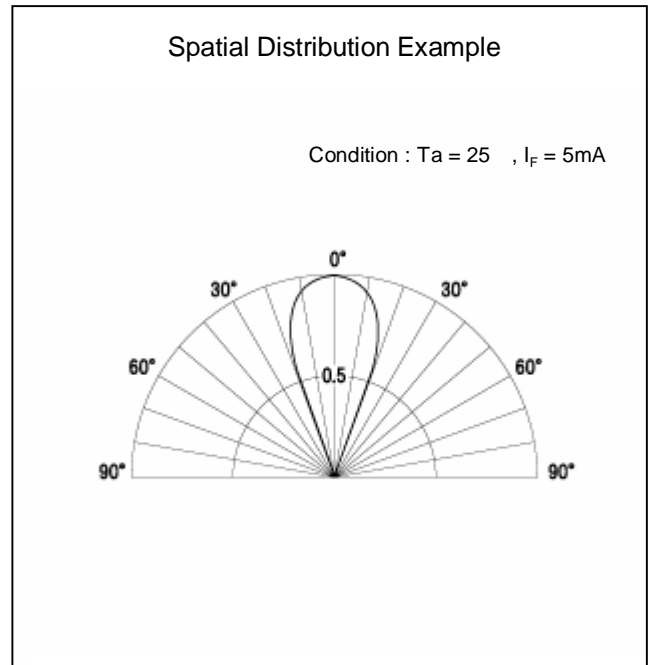 Spatial Distribution Example
Condition : Ta = 25 , IF = 5mA
0°
30° 30°
60° 60°
0.5
90° 90°